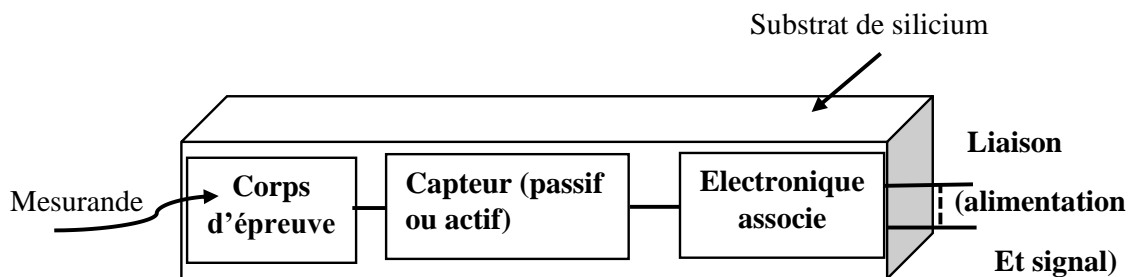 Substrat de silicium
Mesurande
Corps
d’épreuve
Capteur (passif
ou actif)
Electronique
associe
Liaison
(alimentation
Et signal)